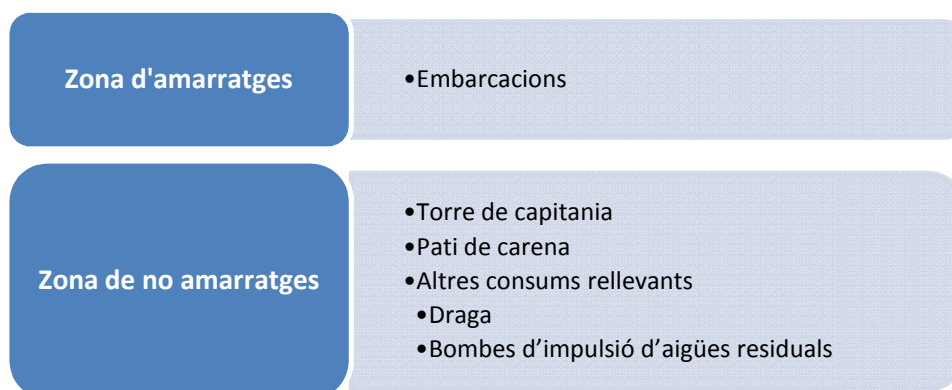 Zona d'amarratges
•Embarcacions
Zona de no amarratges
•Torre de capitania
•Pati de carena
•Altres consums rellevants
•Draga
•Bombes d’impulsió d’aigües residuals